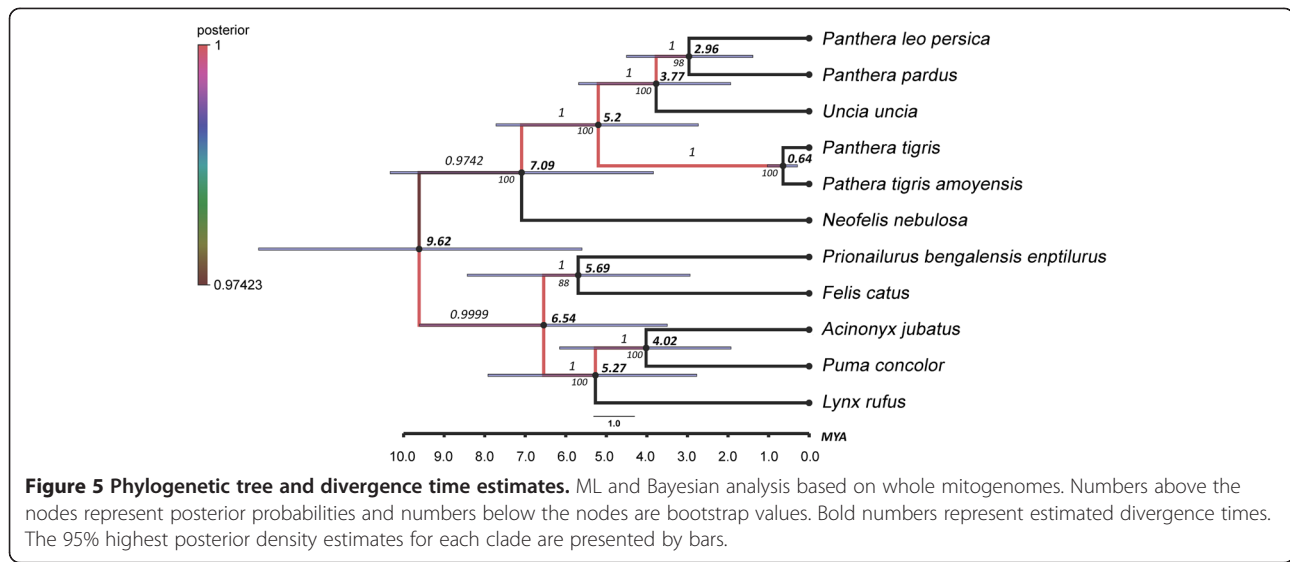 posterior
1
0.97423
Panthera leo persica
1
2.96
98
Panthera pardus
1
3.77
100
Uncia uncia
1
5.2
100
Panthera tigris
1
0.64
100
Pathera tigris amoyensis
0.9742
7.09
100
Neofelis nebulosa
9.62
Prionailurus bengalensis enptilurus
1
5.69
88
Felis catus
0.9999
6.54
Acinonyx jubatus
1
4.02
100
Puma concolor
1
5.27
100
Lynx rufus
1.0
MYA
10.0 9.0 8.0 7.0 6.0 5.0 4.0 3.0 2.0 1.0 0.0
Figure 5 Phylogenetic tree and divergence time estimates. ML and Bayesian analysis based on whole mitogenomes. Numbers above the
nodes represent posterior probabilities and numbers below the nodes are bootstrap values. Bold numbers represent estimated divergence times.
The 95% highest posterior density estimates for each clade are presented by bars.